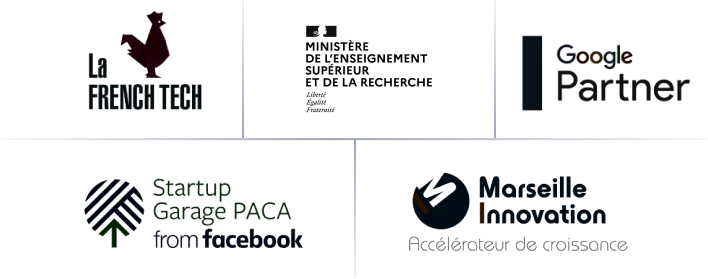 La
FRENCH TECH
MINISTÈRE
DE L'ENSEIGNEMENT
SUPÉRIEUR
ET DE LA RECHERCHE
Liberté
Égalité
Fraternité
Google
Partner
Startup
Garage PACA
from facebook
Marseille
Innovation
Accélérateur de croissance